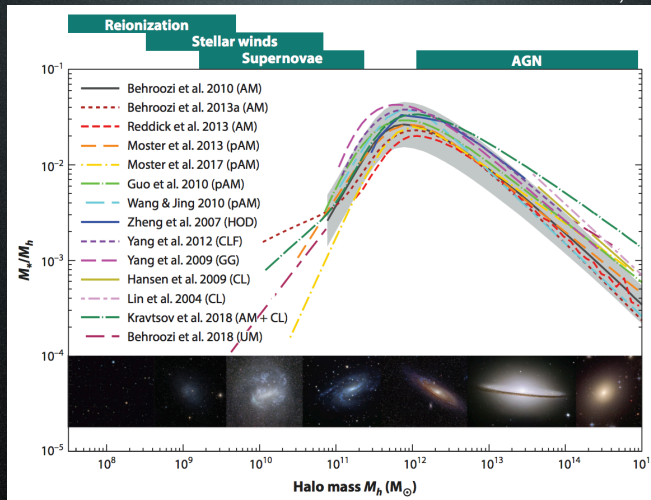 Reionization
Stellar winds
Supernovae
AGN
10⁻¹
10⁻²
10⁻³
10⁻⁴
10⁻⁵
M*/Mh
Behroozi et al. 2010 (AM)
Behroozi et al. 2013a (AM)
Reddick et al. 2013 (AM)
Moster et al. 2013 (pAM)
Moster et al. 2017 (pAM)
Guo et al. 2010 (pAM)
Wang & Jing 2010 (pAM)
Zheng et al. 2007 (HOD)
Yang et al. 2012 (CLF)
Yang et al. 2009 (GG)
Hansen et al. 2009 (CL)
Lin et al. 2004 (CL)
Kravtsov et al. 2018 (AM + CL)
Behroozi et al. 2018 (UM)
10⁸ 10⁹ 10¹⁰ 10¹¹ 10¹² 10¹³ 10¹⁴ 10¹
Halo mass Mh (M⊙)